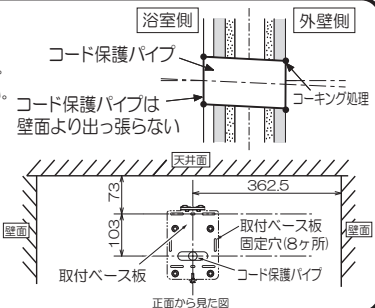 浴室側
外壁側
コード保護パイプ
。
。
コーキング処理
コード保護パイプは
壁面より出っ張らない
天井面
73
362.5
103
壁面
壁面
取付ベース板
固定穴(8ヶ所)
取付ベース板
コード保護パイプ
正面から見た図